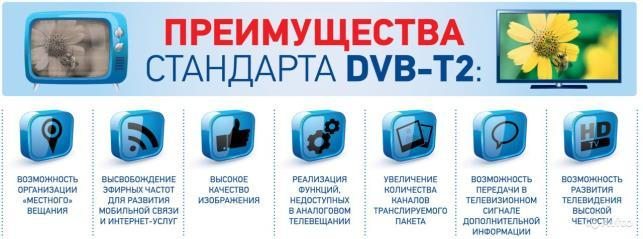 ПРЕИМУЩЕСТВА
СТАНДАРТА DVB-T2:
ВОЗМОЖНОСТЬ
ОРГАНИЗАЦИИ
«МЕСТНОГО»
ВЕЩАНИЯ
ВЫСВОБОЖДЕНИЕ
ЭФИРНЫХ ЧАСТОТ
ДЛЯ РАЗВИТИЯ
МОБИЛЬНОЙ СВЯЗИ
И ИНТЕРНЕТ-УСЛУГ
ВЫСОКОЕ
КАЧЕСТВО
ИЗОБРАЖЕНИЯ
РЕАЛИЗАЦИЯ
ФУНКЦИЙ,
НЕДОСТУПНЫХ
В АНАЛОГОВОМ
ТЕЛЕВЕЩАНИИ
УВЕЛИЧЕНИЕ
КОЛИЧЕСТВА
КАНАЛОВ
ТРАНСЛИРУЕМОГО
ПАКЕТА
ВОЗМОЖНОСТЬ
ПЕРЕДАЧИ В
ТЕЛЕВИЗИОННОМ
СИГНАЛЕ
ДОПОЛНИТЕЛЬНОЙ
ИНФОРМАЦИИ
HD
TV
ВОЗМОЖНОСТЬ
РАЗВИТИЯ
ТЕЛЕВИДЕНИЯ
ВЫСОКОЙ
ЧЕТКОСТИ